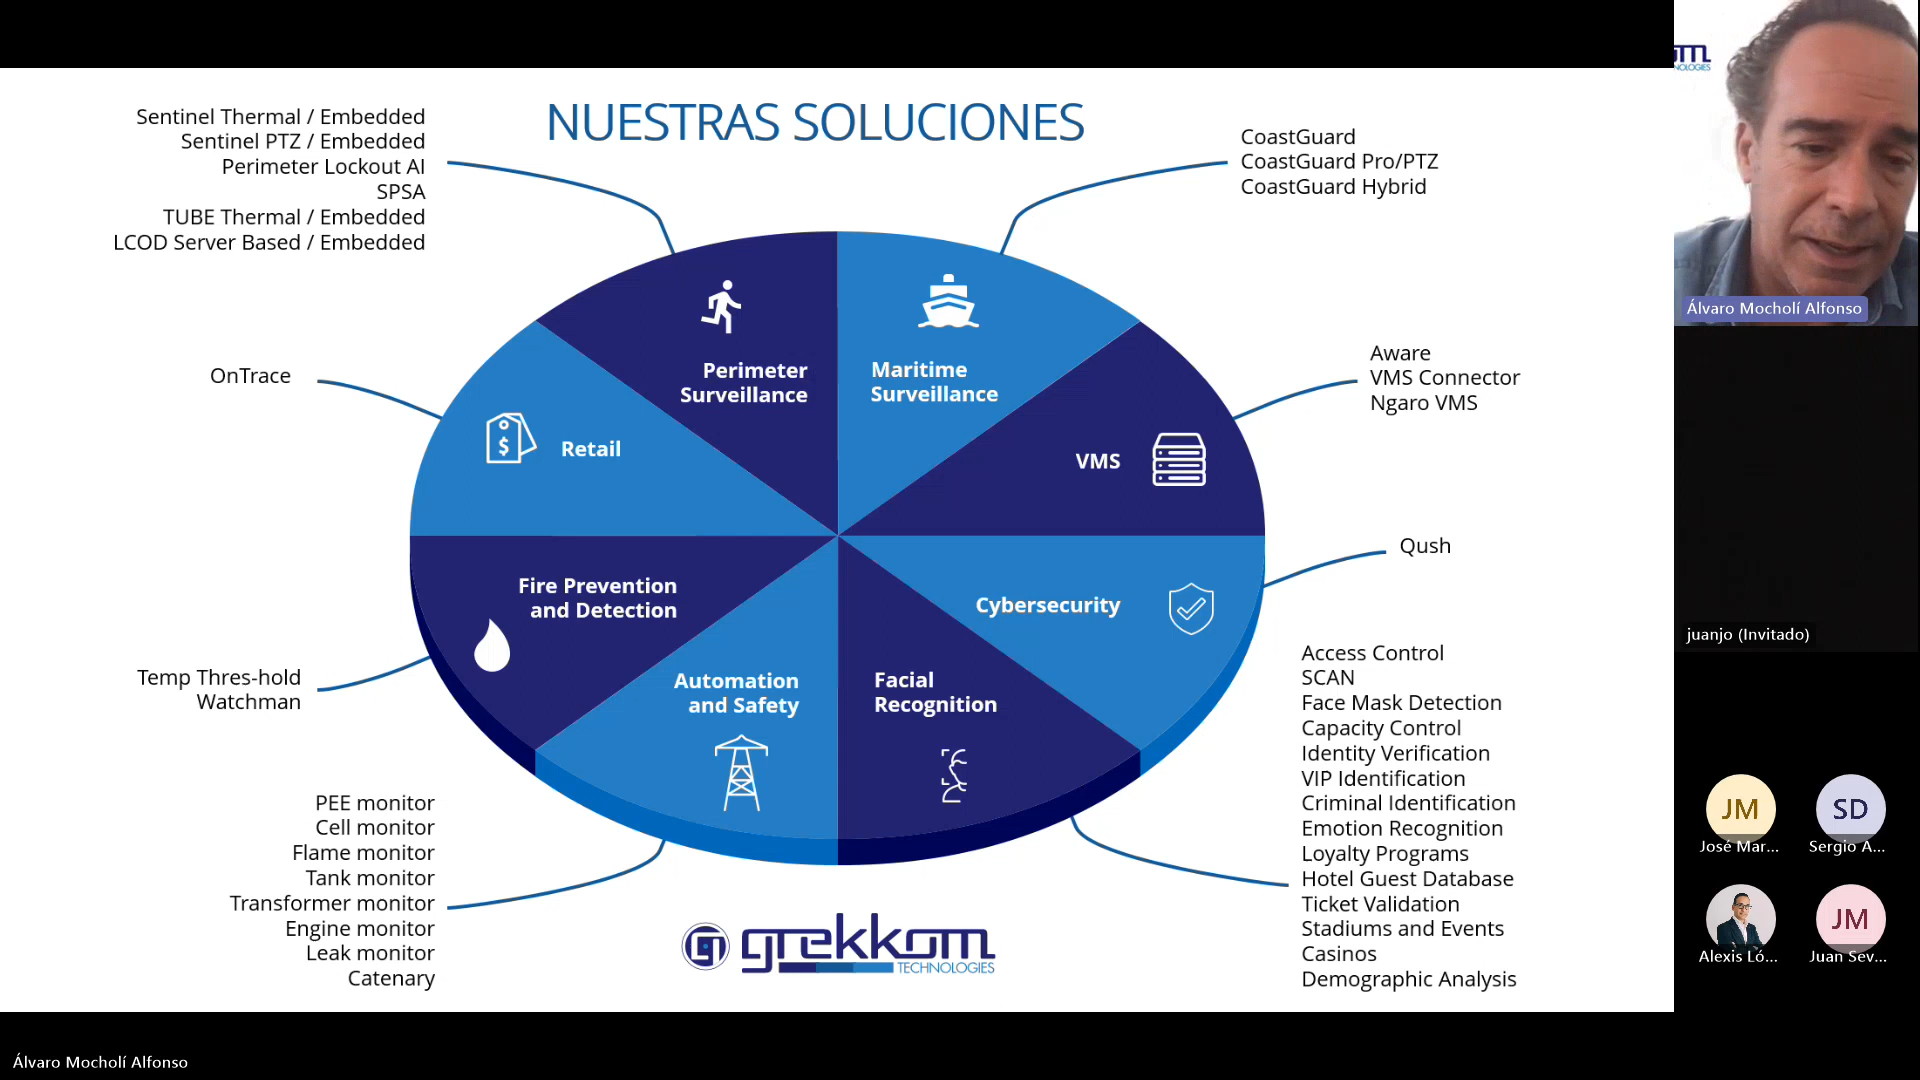 NUESTRAS SOLUCIONES
Sentinel Thermal / Embedded
Sentinel PTZ / Embedded
Perimeter Lockout AI
SPSA
TUBE Thermal / Embedded
LCOD Server Based / Embedded
CoastGuard
CoastGuard Pro/PTZ
CoastGuard Hybrid
Perimeter
Surveillance
Maritime
Surveillance
OnTrace
Retail
$
VMS
Aware
VMS Connector
Ngaro VMS
Fire Prevention
and Detection
Cybersecurity
Qush
Temp Thres-hold
Watchman
Automation
and Safety
Facial
Recognition
PEE monitor
Cell monitor
Flame monitor
Tank monitor
Transformer monitor
Engine monitor
Leak monitor
Catenary
Access Control
SCAN
Face Mask Detection
Capacity Control
Identity Verification
VIP Identification
Criminal Identification
Emotion Recognition
Loyalty Programs
Hotel Guest Database
Ticket Validation
Stadiums and Events
Casinos
Demographic Analysis
grekkom
TECHNOLOGIES
Álvaro Mocholí Alfonso
juanjo (Invitado)
JM
José Mar...
SD
Sergio A...
Alexis Ló...
JM
Juan Sev...
Álvaro Mocholí Alfonso